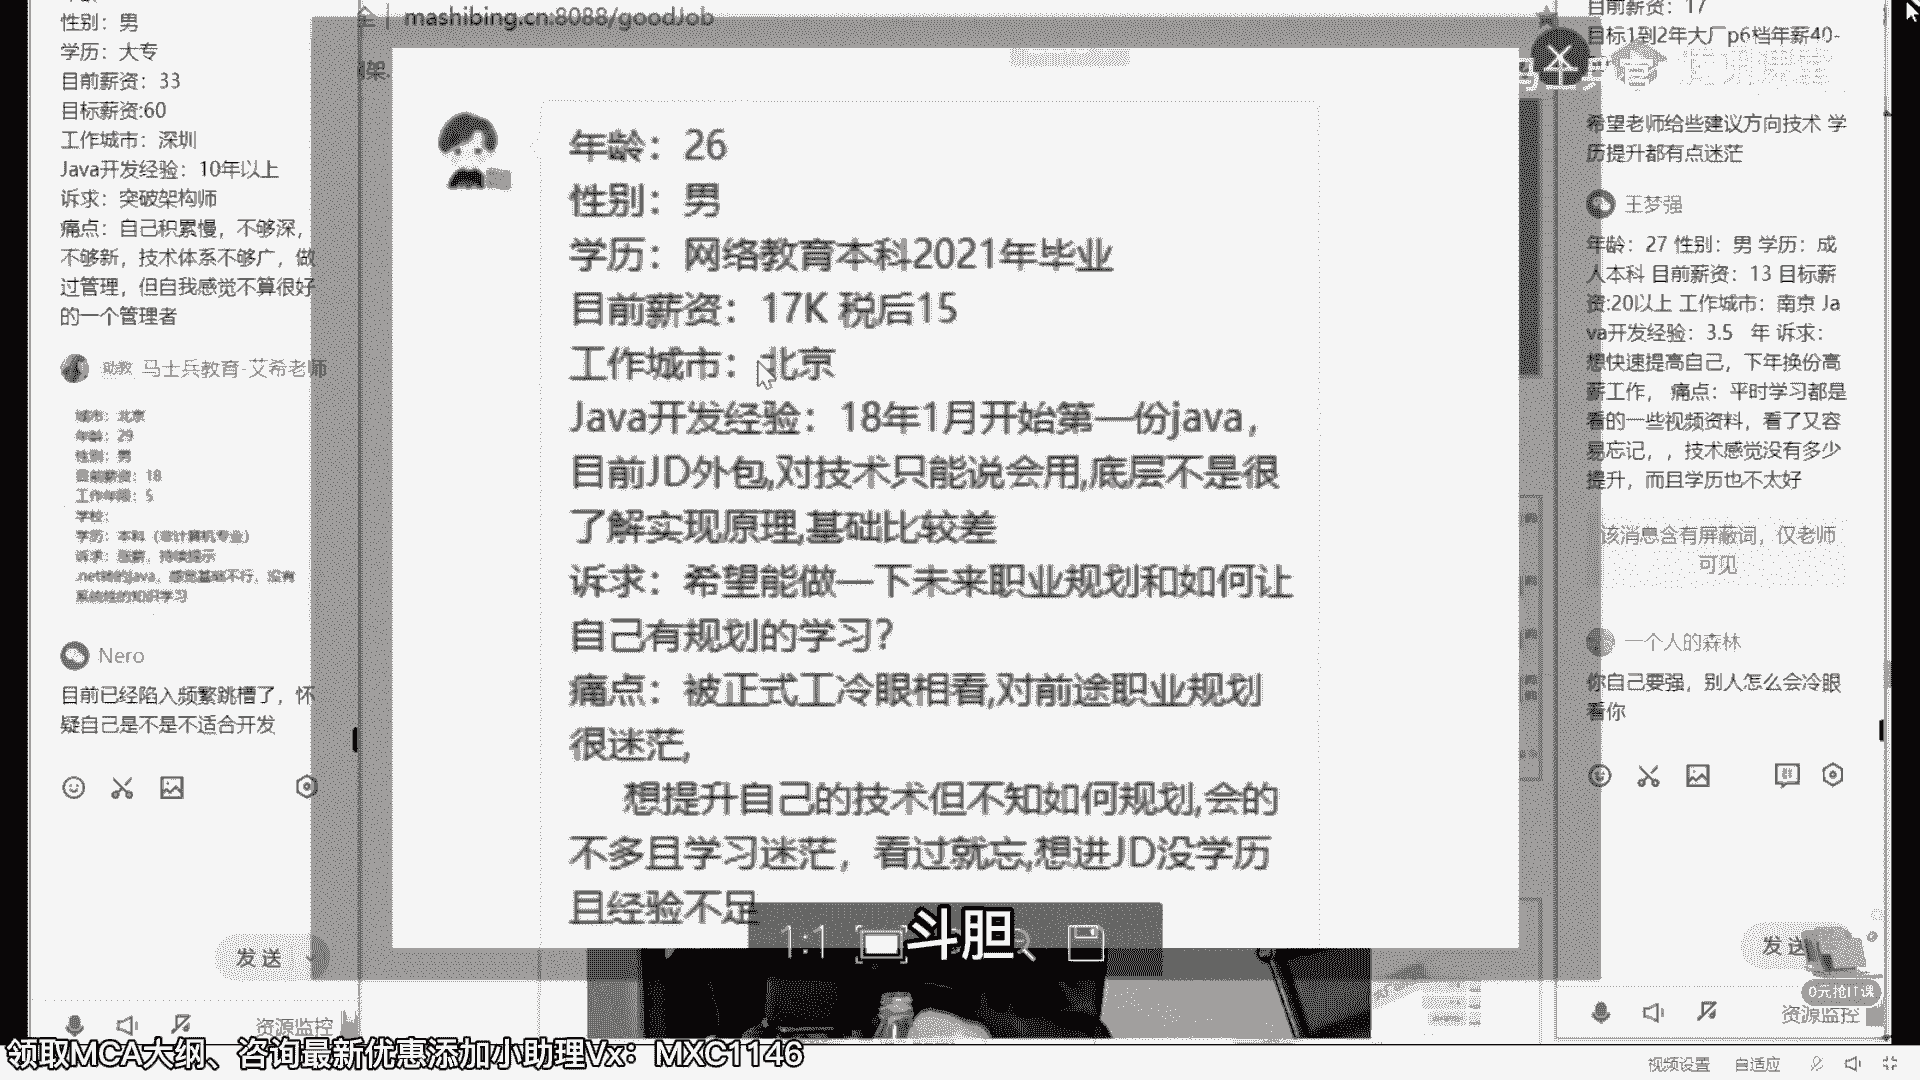 mashibing.cn:8088/goodJob
性别：男
学历：大专
目前薪资：33
目标薪资:60
工作城市：深圳
Java开发经验：10年以上
诉求：突破架构师
痛点：自己积累慢，不够深，
不够新，技术体系不够广，做
过管理，但自我感觉不算很好
的一个管理者
助教 马士兵教育-艾希老师
城市：北京
年龄：29
性别：男
目前薪资：18
工作年限：5
学校：
学历：本科（非计算机专业）
诉求：涨薪，持续提示
.net转的java，感觉基础不行，没有
系统性的知识学习
Nero
目前已经陷入频繁跳槽了，怀
疑自己是不是不适合开发
发送
资源监控
年龄：26
性别：男
学历：网络教育本科2021年毕业
目前薪资：17K 税后15
工作城市：北京
Java开发经验：18年1月开始第一份java，
目前JD外包,对技术只能说会用,底层不是很
了解实现原理,基础比较差
诉求：希望能做一下未来职业规划和如何让
自己有规划的学习？
痛点：被正式工冷眼相看,对前途职业规划
很迷茫,
想提升自己的技术但不知如何规划,会的
不多且学习迷茫，看过就忘,想进JD没学历
且经验不足
1:1
斗胆
目前薪资：17
目标1到2年大厂p6档年薪40-
希望老师给些建议方向技术 学
历提升都有点迷茫
王梦强
年龄：27 性别：男 学历：成
人本科 目前薪资：13 目标薪
资:20以上 工作城市：南京 Ja
va开发经验：3.5 年 诉求：
想快速提高自己，下年换份高
薪工作， 痛点：平时学习都是
看的一些视频资料，看了又容
易忘记，，技术感觉没有多少
提升，而且学历也不太好
该消息含有屏蔽词，仅老师
可见
一个人的森林
你自己要强，别人怎么会冷眼
看你
发送
0元抢IT课
资源监控
领取MCA大纲、咨询最新优惠添加小助理Vx：MXC1146
视频设置 自适应